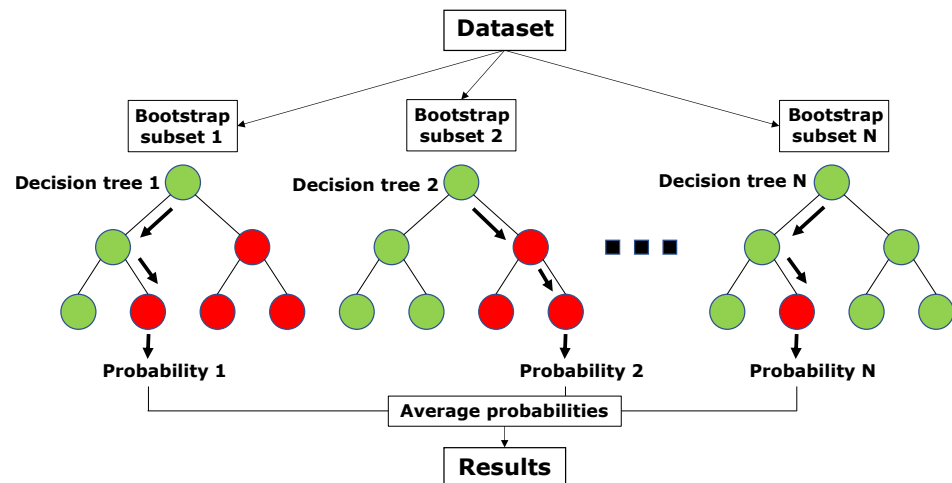 Dataset
Bootstrap
subset 1
Bootstrap
subset 2
Bootstrap
subset N
Decision tree 1
Decision tree 2
Decision tree N
Probability 1
Probability 2
Probability N
Average probabilities
Results